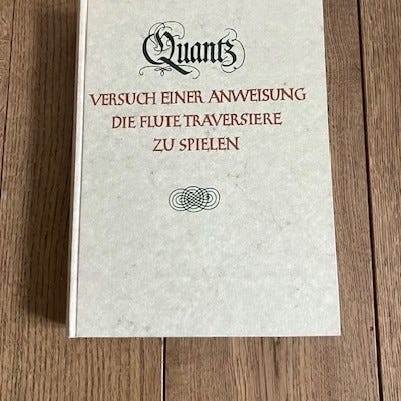 Quantz
VERSUCH EINER ANWEISUNG
DIE FLUTE TRAVERSIERE
ZU SPIELEN